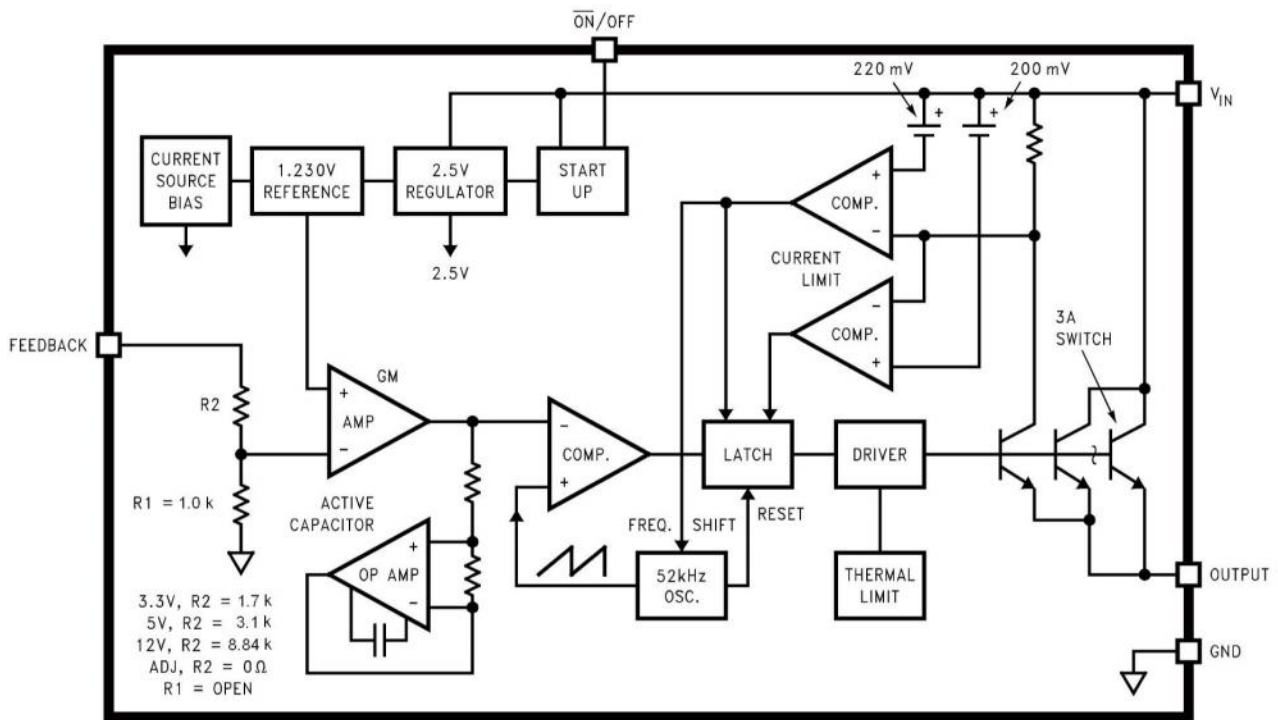 ON/OFF
220 mV
200 mV
+
+
V_IN
CURRENT
SOURCE
BIAS
1.230V
REFERENCE
2.5V
REGULATOR
START
UP
+
COMP.
-
2.5V
CURRENT
LIMIT
-
COMP.
+
3A
SWITCH
FEEDBACK
GM
R2
+
AMP
-
-
COMP.
+
LATCH
DRIVER
R1 = 1.0 k
ACTIVE
CAPACITOR
FREQ. SHIFT
RESET
+
OP AMP
-
52kHz
OSC.
THERMAL
LIMIT
OUTPUT
3.3V, R2 = 1.7 k
5V, R2 = 3.1 k
12V, R2 = 8.84 k
ADJ, R2 = 0Ω
R1 = OPEN
GND